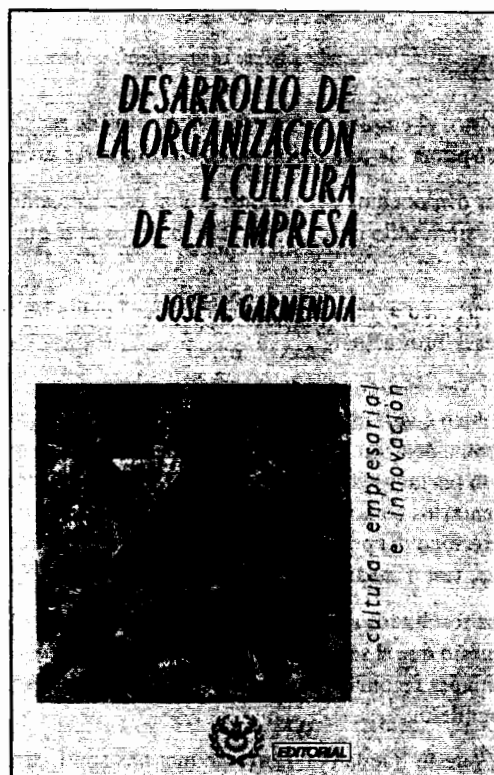 DESARROLLO DE
LA ORGANIZACION
Y CULTURA
DE LA EMPRESA
JOSE A. GARMENDIA
cultura empresarial
e innovación
EDITORIAL